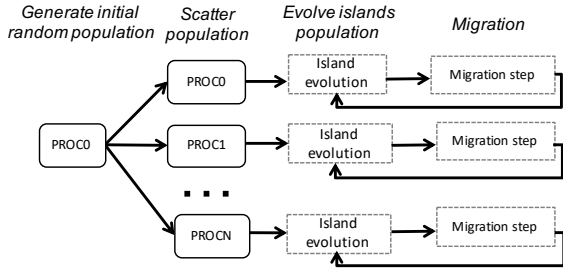 Generate initial
random population
Scatter
population
Evolve islands
population
Migration
PROC0
PROC0
Island
evolution
Migration step
PROC1
Island
evolution
Migration step
...
PROCN
Island
evolution
Migration step